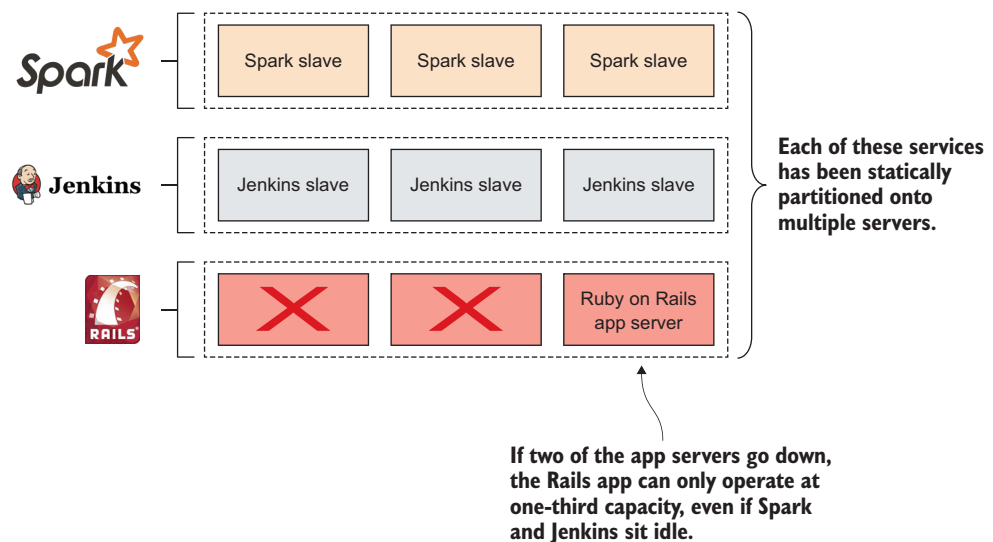 Spark
Spark slave
Spark slave
Spark slave
Jenkins
Jenkins slave
Jenkins slave
Jenkins slave
RAILS
Ruby on Rails
app server
Each of these services
has been statically
partitioned onto
multiple servers.
If two of the app servers go down,
the Rails app can only operate at
one-third capacity, even if Spark
and Jenkins sit idle.